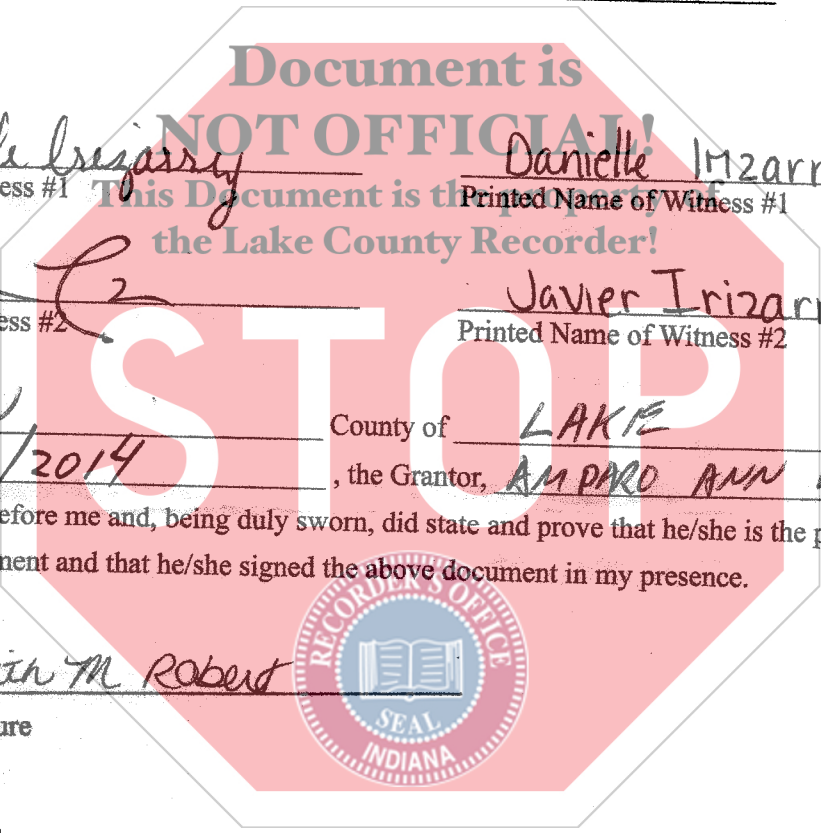 Document is
NOT OFFICIAL!
This Document is the property of
the Lake County Recorder!
Irizarry Danielle Irizarr
ess #1 Printed Name of Witness #1
Javier Irizarr
ess #2 Printed Name of Witness #2
STOP
County of LAKE
/2014 , the Grantor, AMPARO ANN
efore me and, being duly sworn, did state and prove that he/she is the p
ment and that he/she signed the above document in my presence.
M Robert
ure
RECORDER'S OFFICE
SEAL
INDIANA